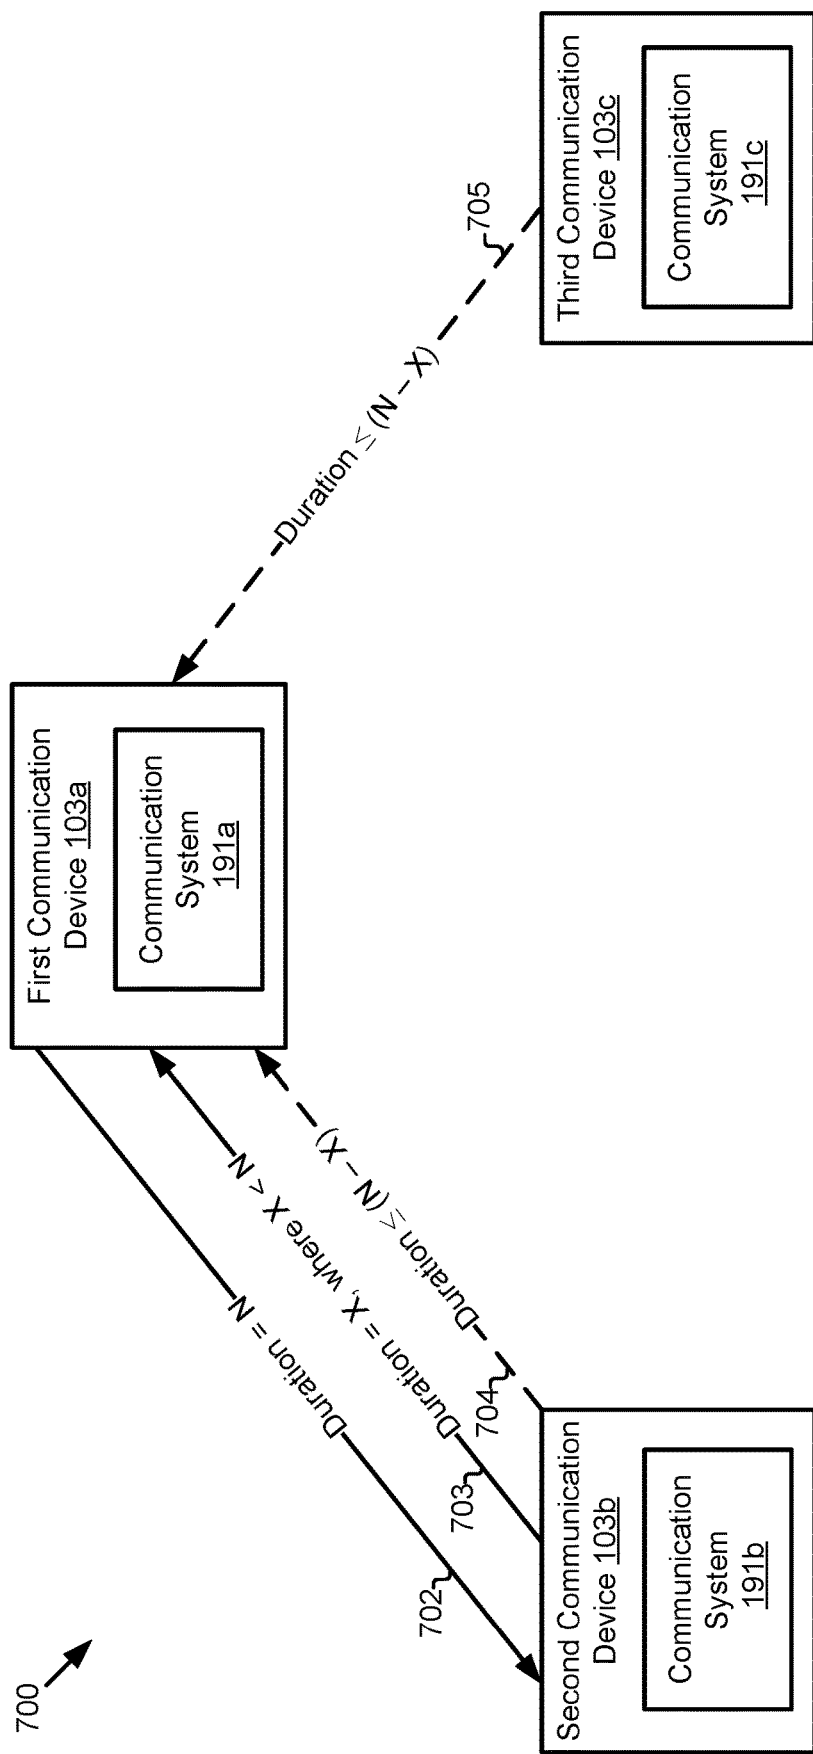 700
First Communication
Device 103a
Communication
System
191a
702
Duration = N
703
Duration = X, where X < N
704
Duration ≤ (N – X)
705
Duration ≤ (N – X)
Second Communication
Device 103b
Communication
System
191b
Third Communication
Device 103c
Communication
System
191c